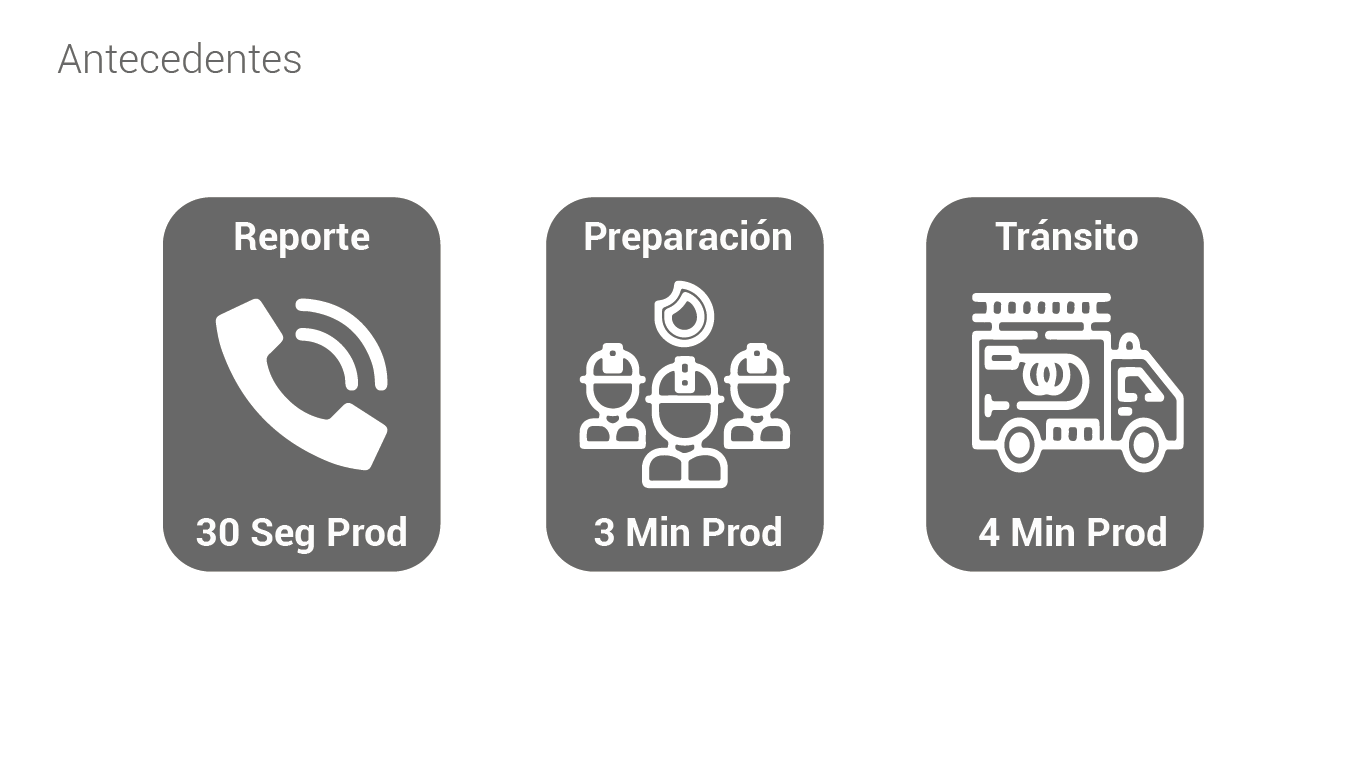 Antecedentes
Reporte
30 Seg Prod
Preparación
3 Min Prod
Tránsito
4 Min Prod